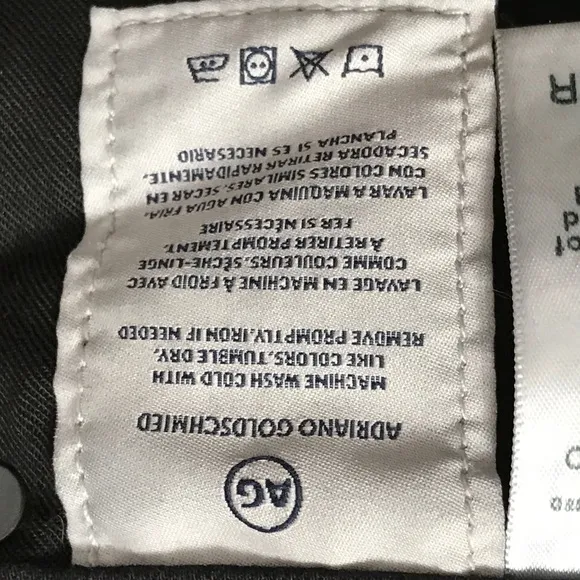 AG
ADRIANO GOLDSCHMIED
MACHINE WASH COLD WITH
LIKE COLORS.TUMBLE DRY.
REMOVE PROMPTLY.IRON IF NEEDED
LAVAGE EN MACHINE Á FROID AVEC
COMME COULEURS. SÈCHE-LINGE
Á RETIRER PROMPTEMENT.
FER SI NÉCESSAIRE
LAVAR A MAQUINA CON AGUA FRIA.
CON COLORES SIMILARES. SECAR EN
SECADORA RETIRAR RAPIDAMENTE.
PLANCHA SI ES NECESARIO
R